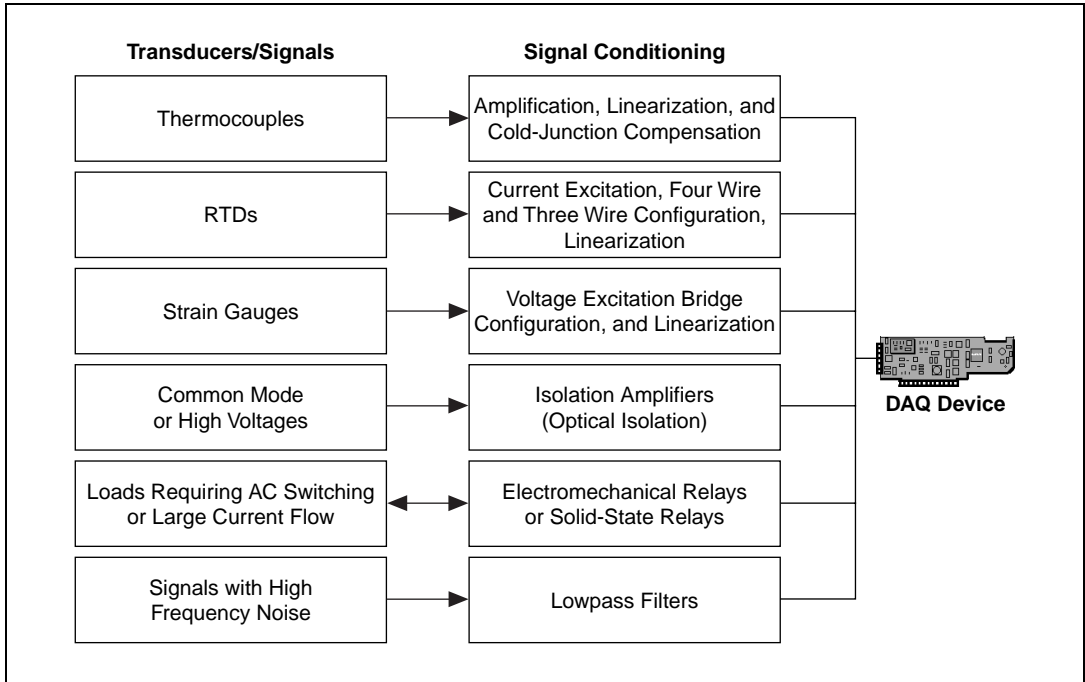 Transducers/Signals
Signal Conditioning
Thermocouples
Amplification, Linearization, and
Cold-Junction Compensation
RTDs
Current Excitation, Four Wire
and Three Wire Configuration,
Linearization
Strain Gauges
Voltage Excitation Bridge
Configuration, and Linearization
Common Mode
or High Voltages
Isolation Amplifiers
(Optical Isolation)
DAQ Device
Loads Requiring AC Switching
or Large Current Flow
Electromechanical Relays
or Solid-State Relays
Signals with High
Frequency Noise
Lowpass Filters